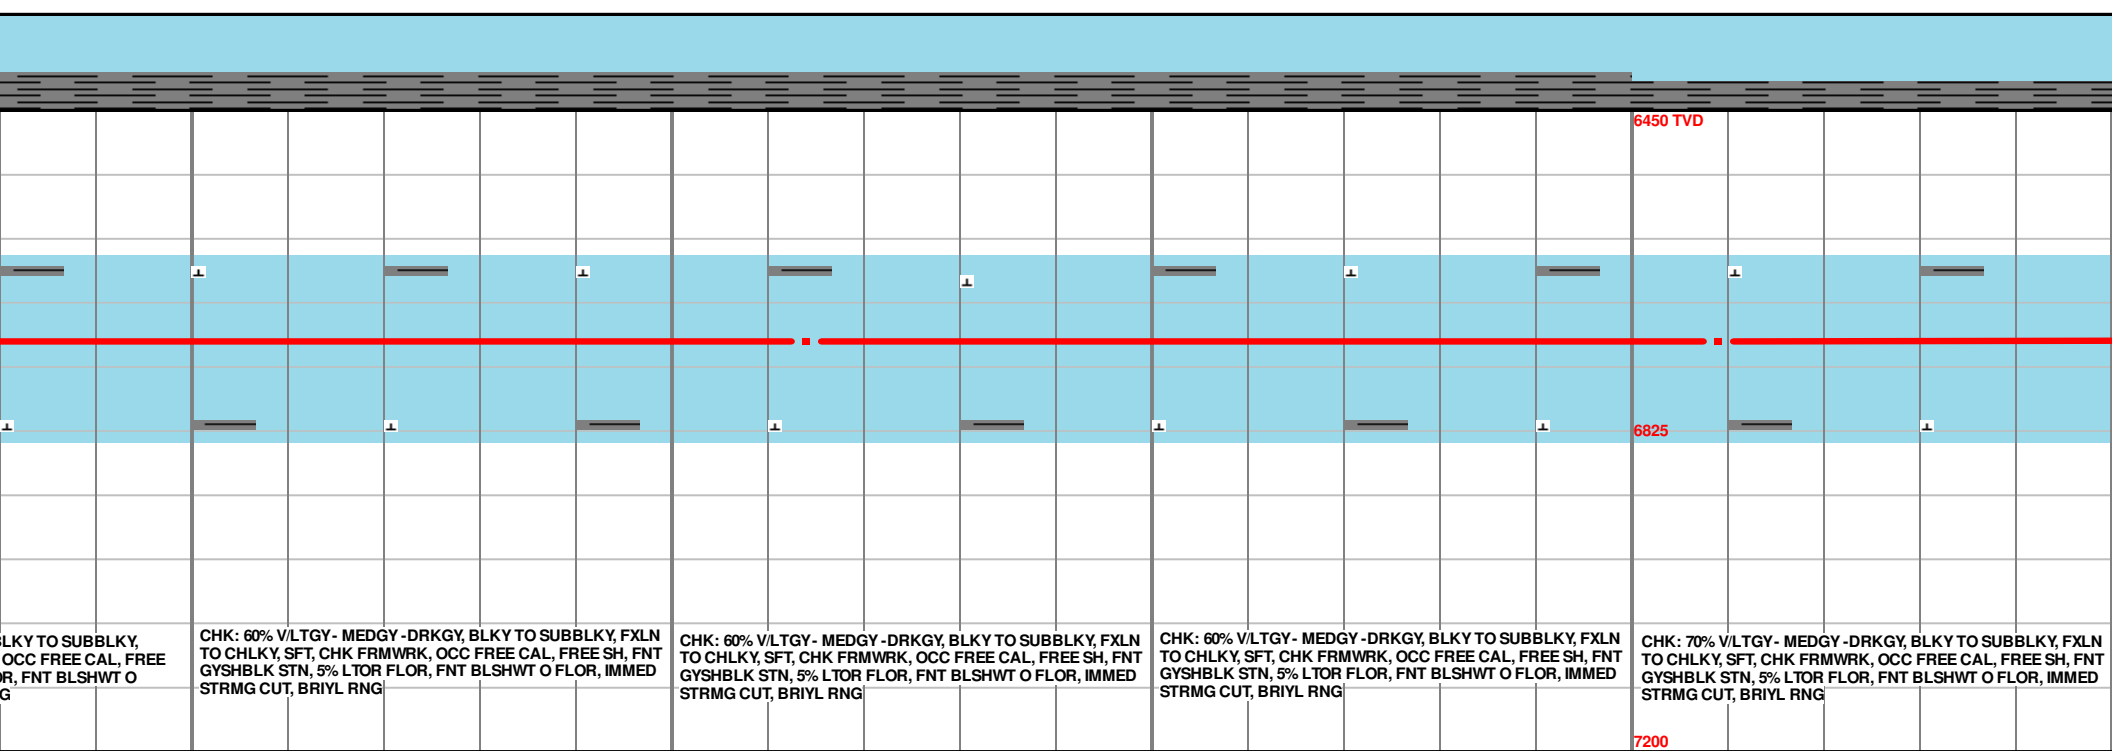 6450 TVD
6825
BLKY TO SUBBLKY,
OCC FREE CAL, FREE
OR, FNT BLSHWT O
G
CHK: 60% V/LTGY- MEDGY -DRKGY, BLKY TO SUBBLKY, FXLN
TO CHLKY, SFT, CHK FRMWRK, OCC FREE CAL, FREE SH, FNT
GYSHBLK STN, 5% LTOR FLOR, FNT BLSHWT O FLOR, IMMED
STRMG CUT, BRIYL RNG
CHK: 60% V/LTGY- MEDGY -DRKGY, BLKY TO SUBBLKY, FXLN
TO CHLKY, SFT, CHK FRMWRK, OCC FREE CAL, FREE SH, FNT
GYSHBLK STN, 5% LTOR FLOR, FNT BLSHWT O FLOR, IMMED
STRMG CUT, BRIYL RNG
CHK: 60% V/LTGY- MEDGY -DRKGY, BLKY TO SUBBLKY, FXLN
TO CHLKY, SFT, CHK FRMWRK, OCC FREE CAL, FREE SH, FNT
GYSHBLK STN, 5% LTOR FLOR, FNT BLSHWT O FLOR, IMMED
STRMG CUT, BRIYL RNG
CHK: 70% V/LTGY- MEDGY -DRKGY, BLKY TO SUBBLKY, FXLN
TO CHLKY, SFT, CHK FRMWRK, OCC FREE CAL, FREE SH, FNT
GYSHBLK STN, 5% LTOR FLOR, FNT BLSHWT O FLOR, IMMED
STRMG CUT, BRIYL RNG
7200